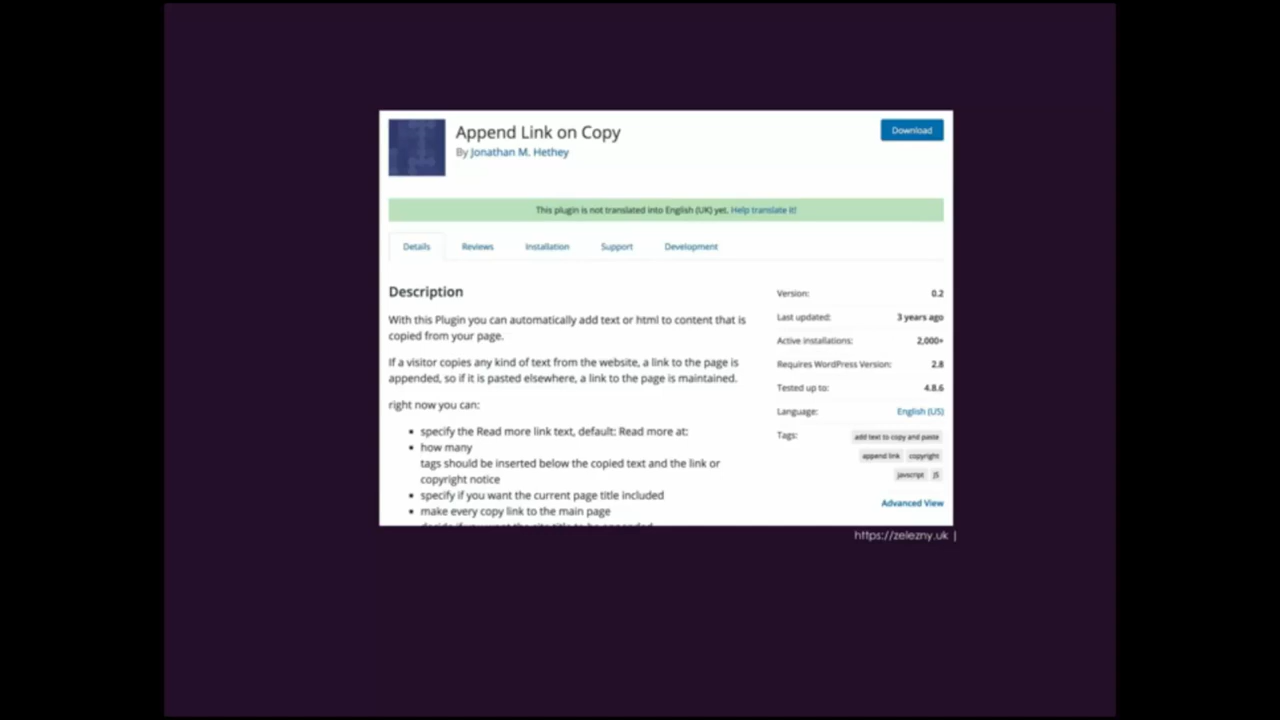 Append Link on Copy
By Jonathan M. Hethey
Download
This plugin is not translated into English (UK) yet. Help translate it!
Details
Reviews
Installation
Support
Development
Description
With this Plugin you can automatically add text or html to content that is
copied from your page.
If a visitor copies any kind of text from the website, a link to the page is
appended, so if it is pasted elsewhere, a link to the page is maintained.
right now you can:
• specify the Read more link text, default: Read more at:
• how many
tags should be inserted below the copied text and the link or
copyright notice
• specify if you want the current page title included
• make every copy link to the main page
Version: 0.2
Last updated: 3 years ago
Active installations: 2,000+
Requires WordPress Version: 2.8
Tested up to: 4.8.6
Language: English (US)
Tags: add text to copy and paste
append link copyright
javscript JS
Advanced View
https://zelezny.uk |